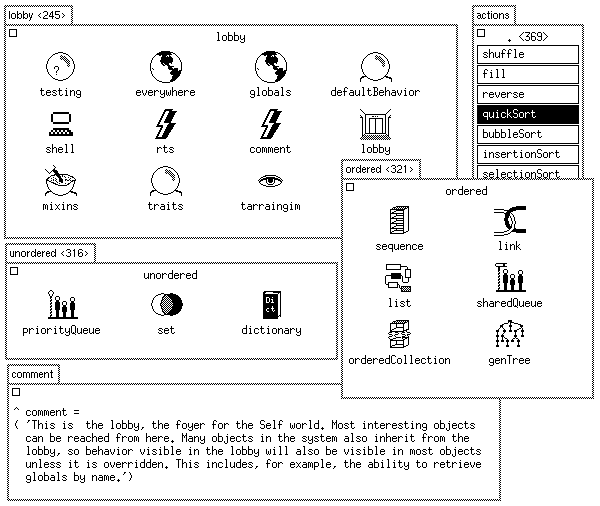 lobby <245>
lobby
testing everywhere globals defaultBehavior
shell rts comment lobby
mixins traits tarraingim
actions
. <369>
shuffle
fill
reverse
quickSort
bubbleSort
insertionSort
selectionSort
ordered <321>
ordered
sequence link
list sharedQueue
orderedCollection genTree
unordered <316>
unordered
Di
ct
priorityQueue set dictionary
comment
^ comment =
( 'This is the lobby, the foyer for the Self world. Most interesting objects
can be reached from here. Many objects in the system also inherit from the
lobby, so behavior visible in the lobby will also be visible in most objects
unless it is overridden. This includes, for example, the ability to retrieve
globals by name.')